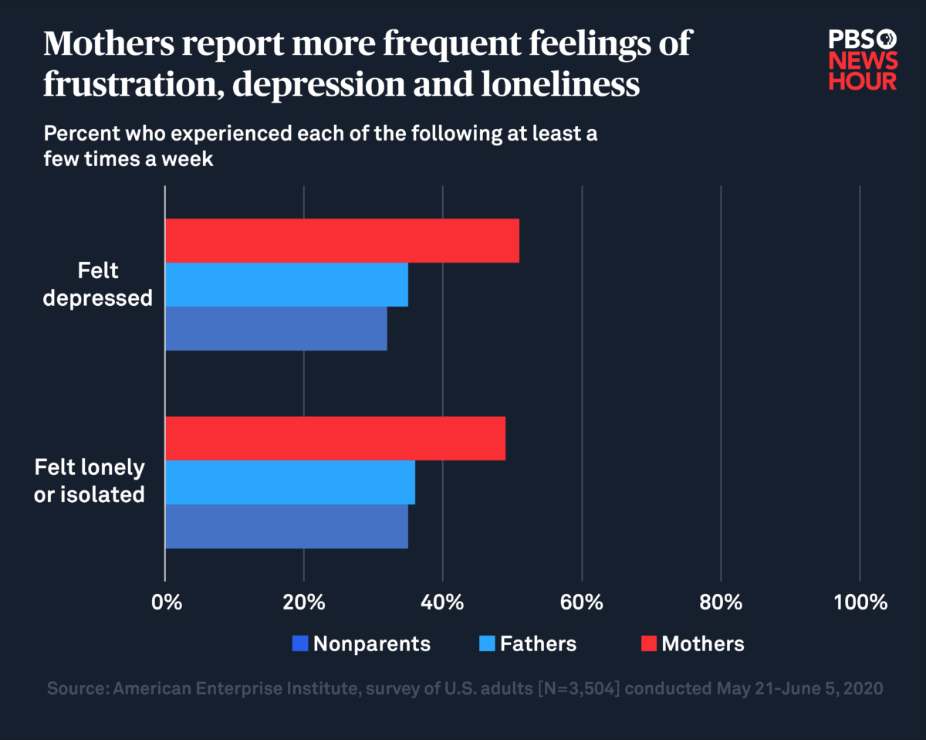 Mothers report more frequent feelings of
frustration, depression and loneliness
PBS
NEWS
HOUR
Percent who experienced each of the following at least a
few times a week
Felt
depressed
Felt lonely
or isolated
0% 20% 40% 60% 80% 100%
Nonparents Fathers Mothers
Source: American Enterprise Institute, survey of U.S. adults [N=3,504] conducted May 21-June 5, 2020